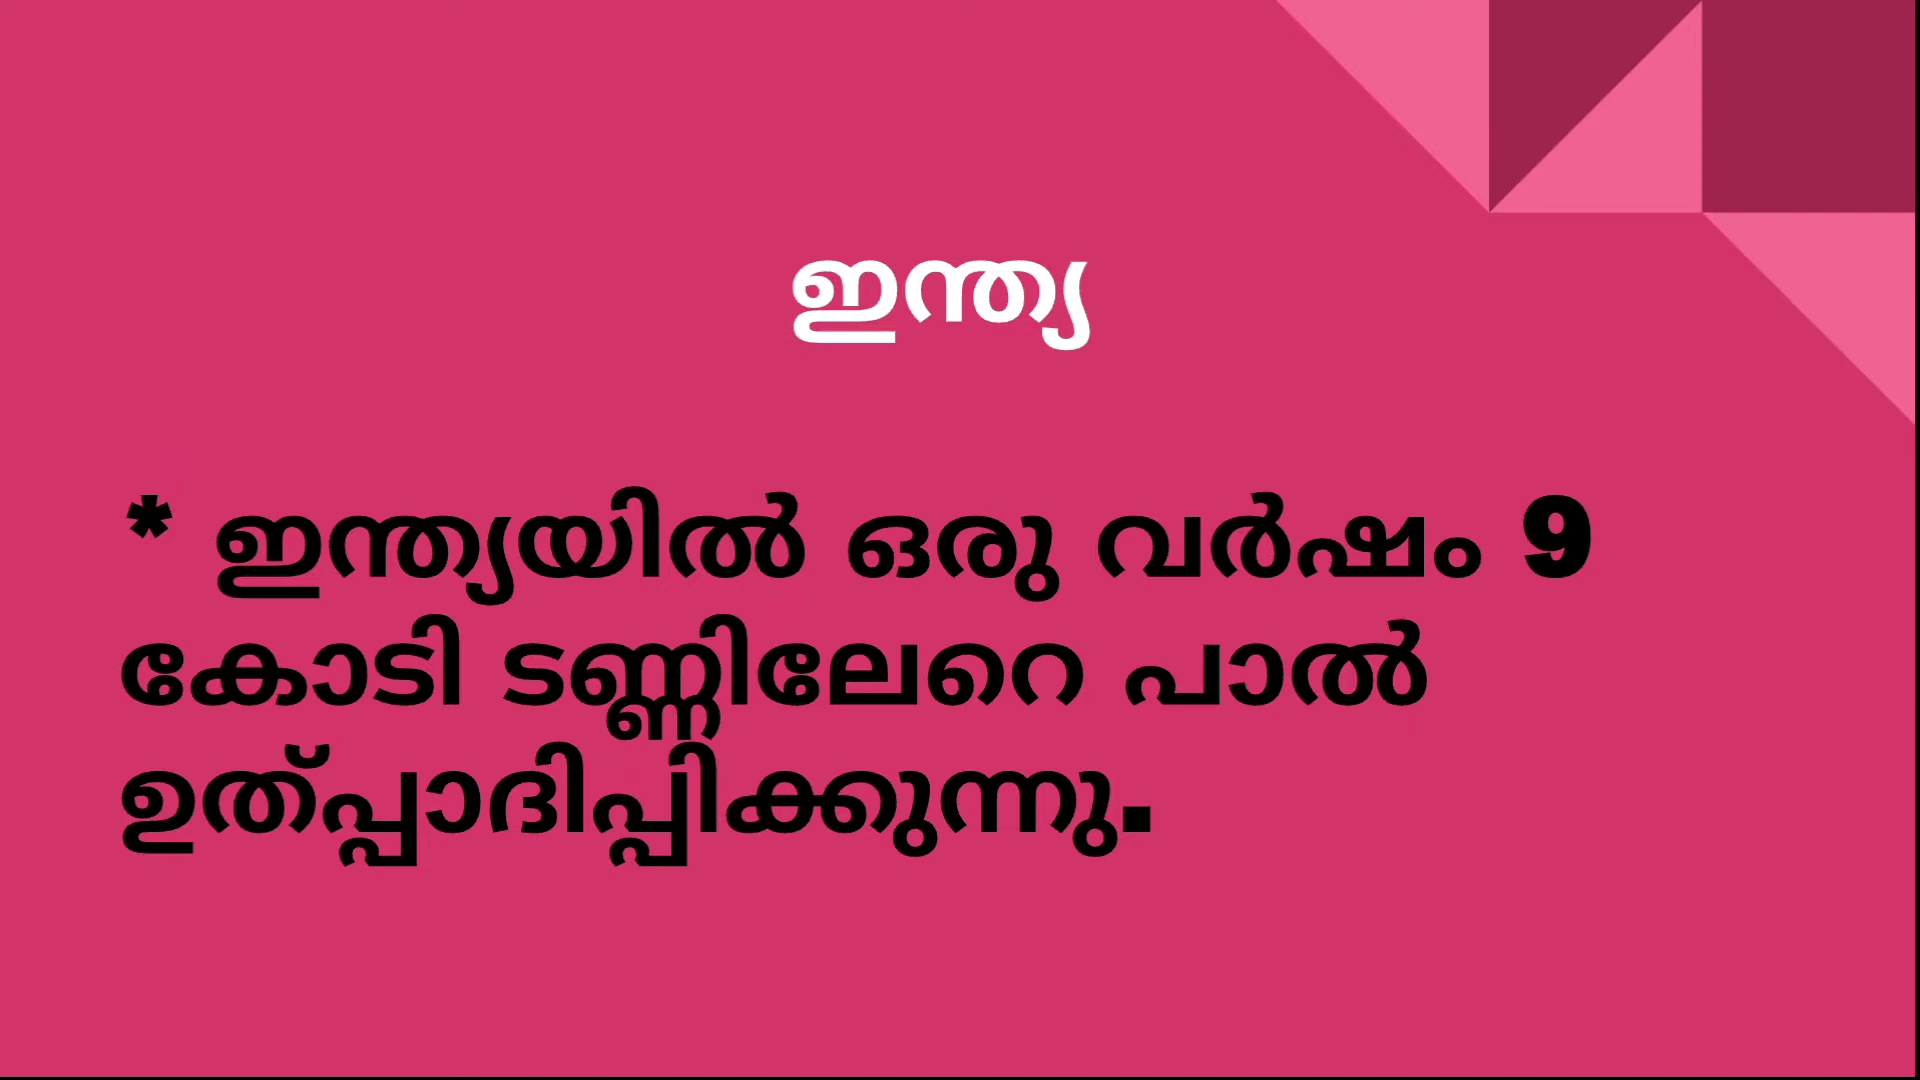 ഇന്ത്യ
* ഇന്ത്യയിൽ ഒരു വർഷം 9
കോടി ടണ്ണിലേറെ പാൽ
ഉത്പ്പാദിപ്പിക്കുന്നു.